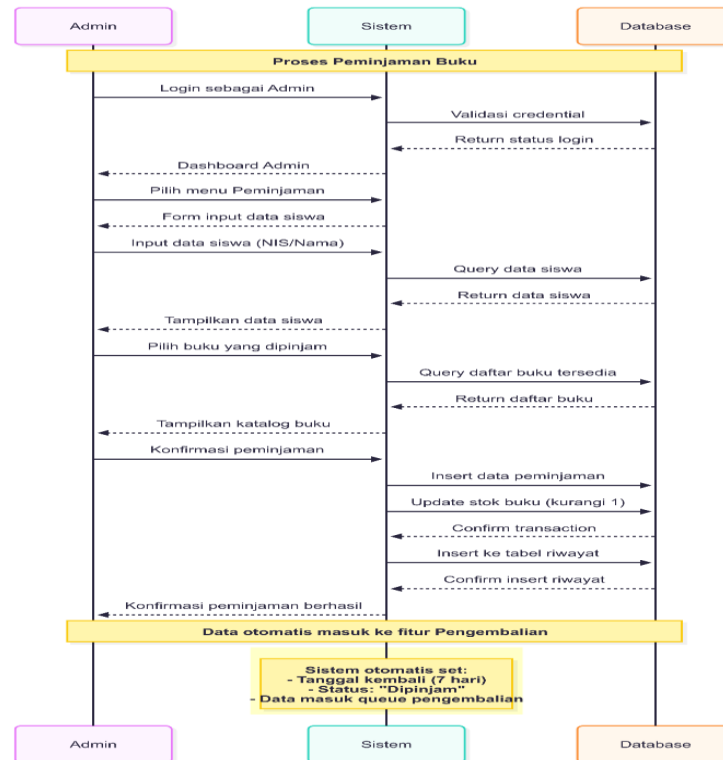 Admin
Sistem
Database
Proses Peminjaman Buku
Login sebagai Admin
Validasi credential
Return status login
Dashboard Admin
Pilih menu Peminjaman
Form input data siswa
Input data siswa (NIS/Nama)
Query data siswa
Return data siswa
Tampilkan data siswa
Pilih buku yang dipinjam
Query daftar buku tersedia
Return daftar buku
Tampilkan katalog buku
Konfirmasi peminjaman
Insert data peminjaman
Update stok buku (kurangi 1)
Confirm transaction
Insert ke tabel riwayat
Confirm insert riwayat
Konfirmasi peminjaman berhasil
Data otomatis masuk ke fitur Pengembalian
Sistem otomatis set:
- Tanggal kembali (7 hari)
- Status: "Dipinjam"
- Data masuk queue pengembalian
Admin
Sistem
Database